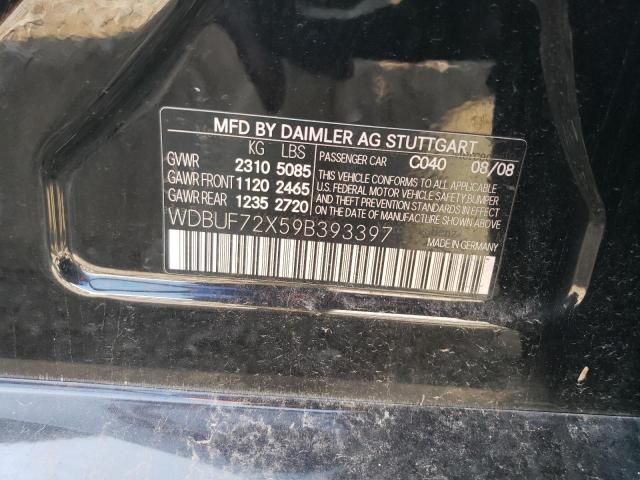 MFD BY DAIMLER AG STUTTGART
KG LBS
GVWR 2310 5085
GAWR FRONT 1120 2465
GAWR REAR 1235 2720
PASSENGER CAR C040 08/08
THIS VEHICLE CONFORMS TO ALL APPLICABLE
U.S. FEDERAL MOTOR VEHICLE SAFETY, BUMPER
AND THEFT PREVENTION STANDARDS IN EFFECT
ON THE DATE OF MANUFACTURE SHOWN ABOVE.
WDBUF72X59B393397
MADE IN GERMANY